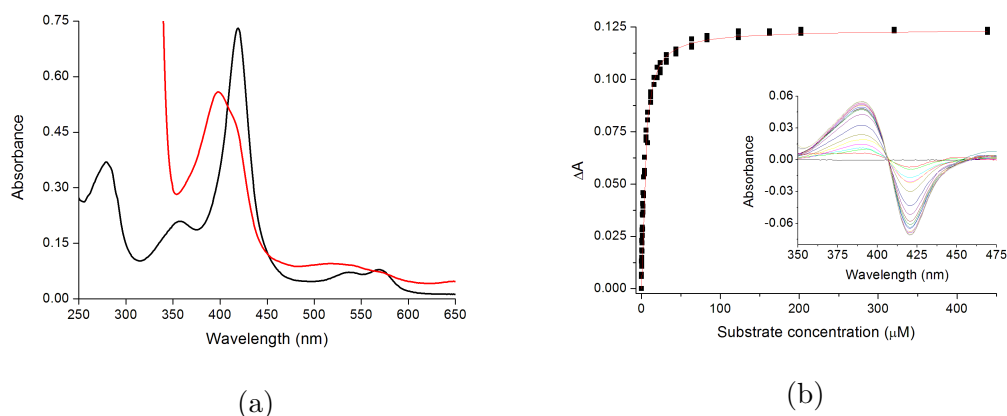 0.75
0.60
0.45
0.30
0.15
0.00
Absorbance
250 300 350 400 450 500 550 600 650
Wavelength (nm)
(a)
0.125
0.100
0.075
0.050
0.025
0.000
ΔA
0 100 200 300 400
Substrate concentration (μM)
0.06
0.03
0.00
-0.03
-0.06
Absorbance
350 375 400 425 450 475
Wavelength (nm)
(b)